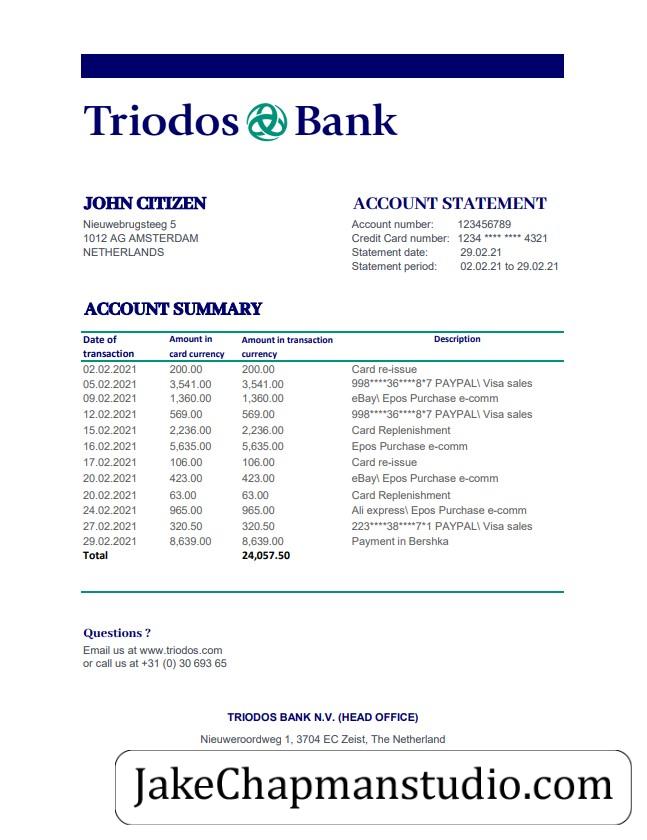 Triodos Bank
JOHN CITIZEN
Nieuwebrugsteeg 5
1012 AG AMSTERDAM
NETHERLANDS
ACCOUNT STATEMENT
Account number: 123456789
Credit Card number: 1234 **** **** 4321
Statement date: 29.02.21
Statement period: 02.02.21 to 29.02.21
ACCOUNT SUMMARY
Date of transaction Amount in card currency Amount in transaction currency Description
02.02.2021 200.00 200.00 Card re-issue
05.02.2021 3,541.00 3,541.00 998****36****8*7 PAYPAL\ Visa sales
09.02.2021 1,360.00 1,360.00 eBay\ Epos Purchase e-comm
12.02.2021 569.00 569.00 998****36****8*7 PAYPAL\ Visa sales
15.02.2021 2,236.00 2,236.00 Card Replenishment
16.02.2021 5,635.00 5,635.00 Epos Purchase e-comm
17.02.2021 106.00 106.00 Card re-issue
20.02.2021 423.00 423.00 eBay\ Epos Purchase e-comm
20.02.2021 63.00 63.00 Card Replenishment
24.02.2021 965.00 965.00 Ali express\ Epos Purchase e-comm
27.02.2021 320.50 320.50 223****38****7*1 PAYPAL\ Visa sales
29.02.2021 8,639.00 8,639.00 Payment in Bershka
Total 24,057.50
Questions ?
Email us at www.triodos.com
or call us at +31 (0) 30 693 65
TRIODOS BANK N.V. (HEAD OFFICE)
Nieuweroordweg 1, 3704 EC Zeist, The Netherland
JakeChapmanstudio.com